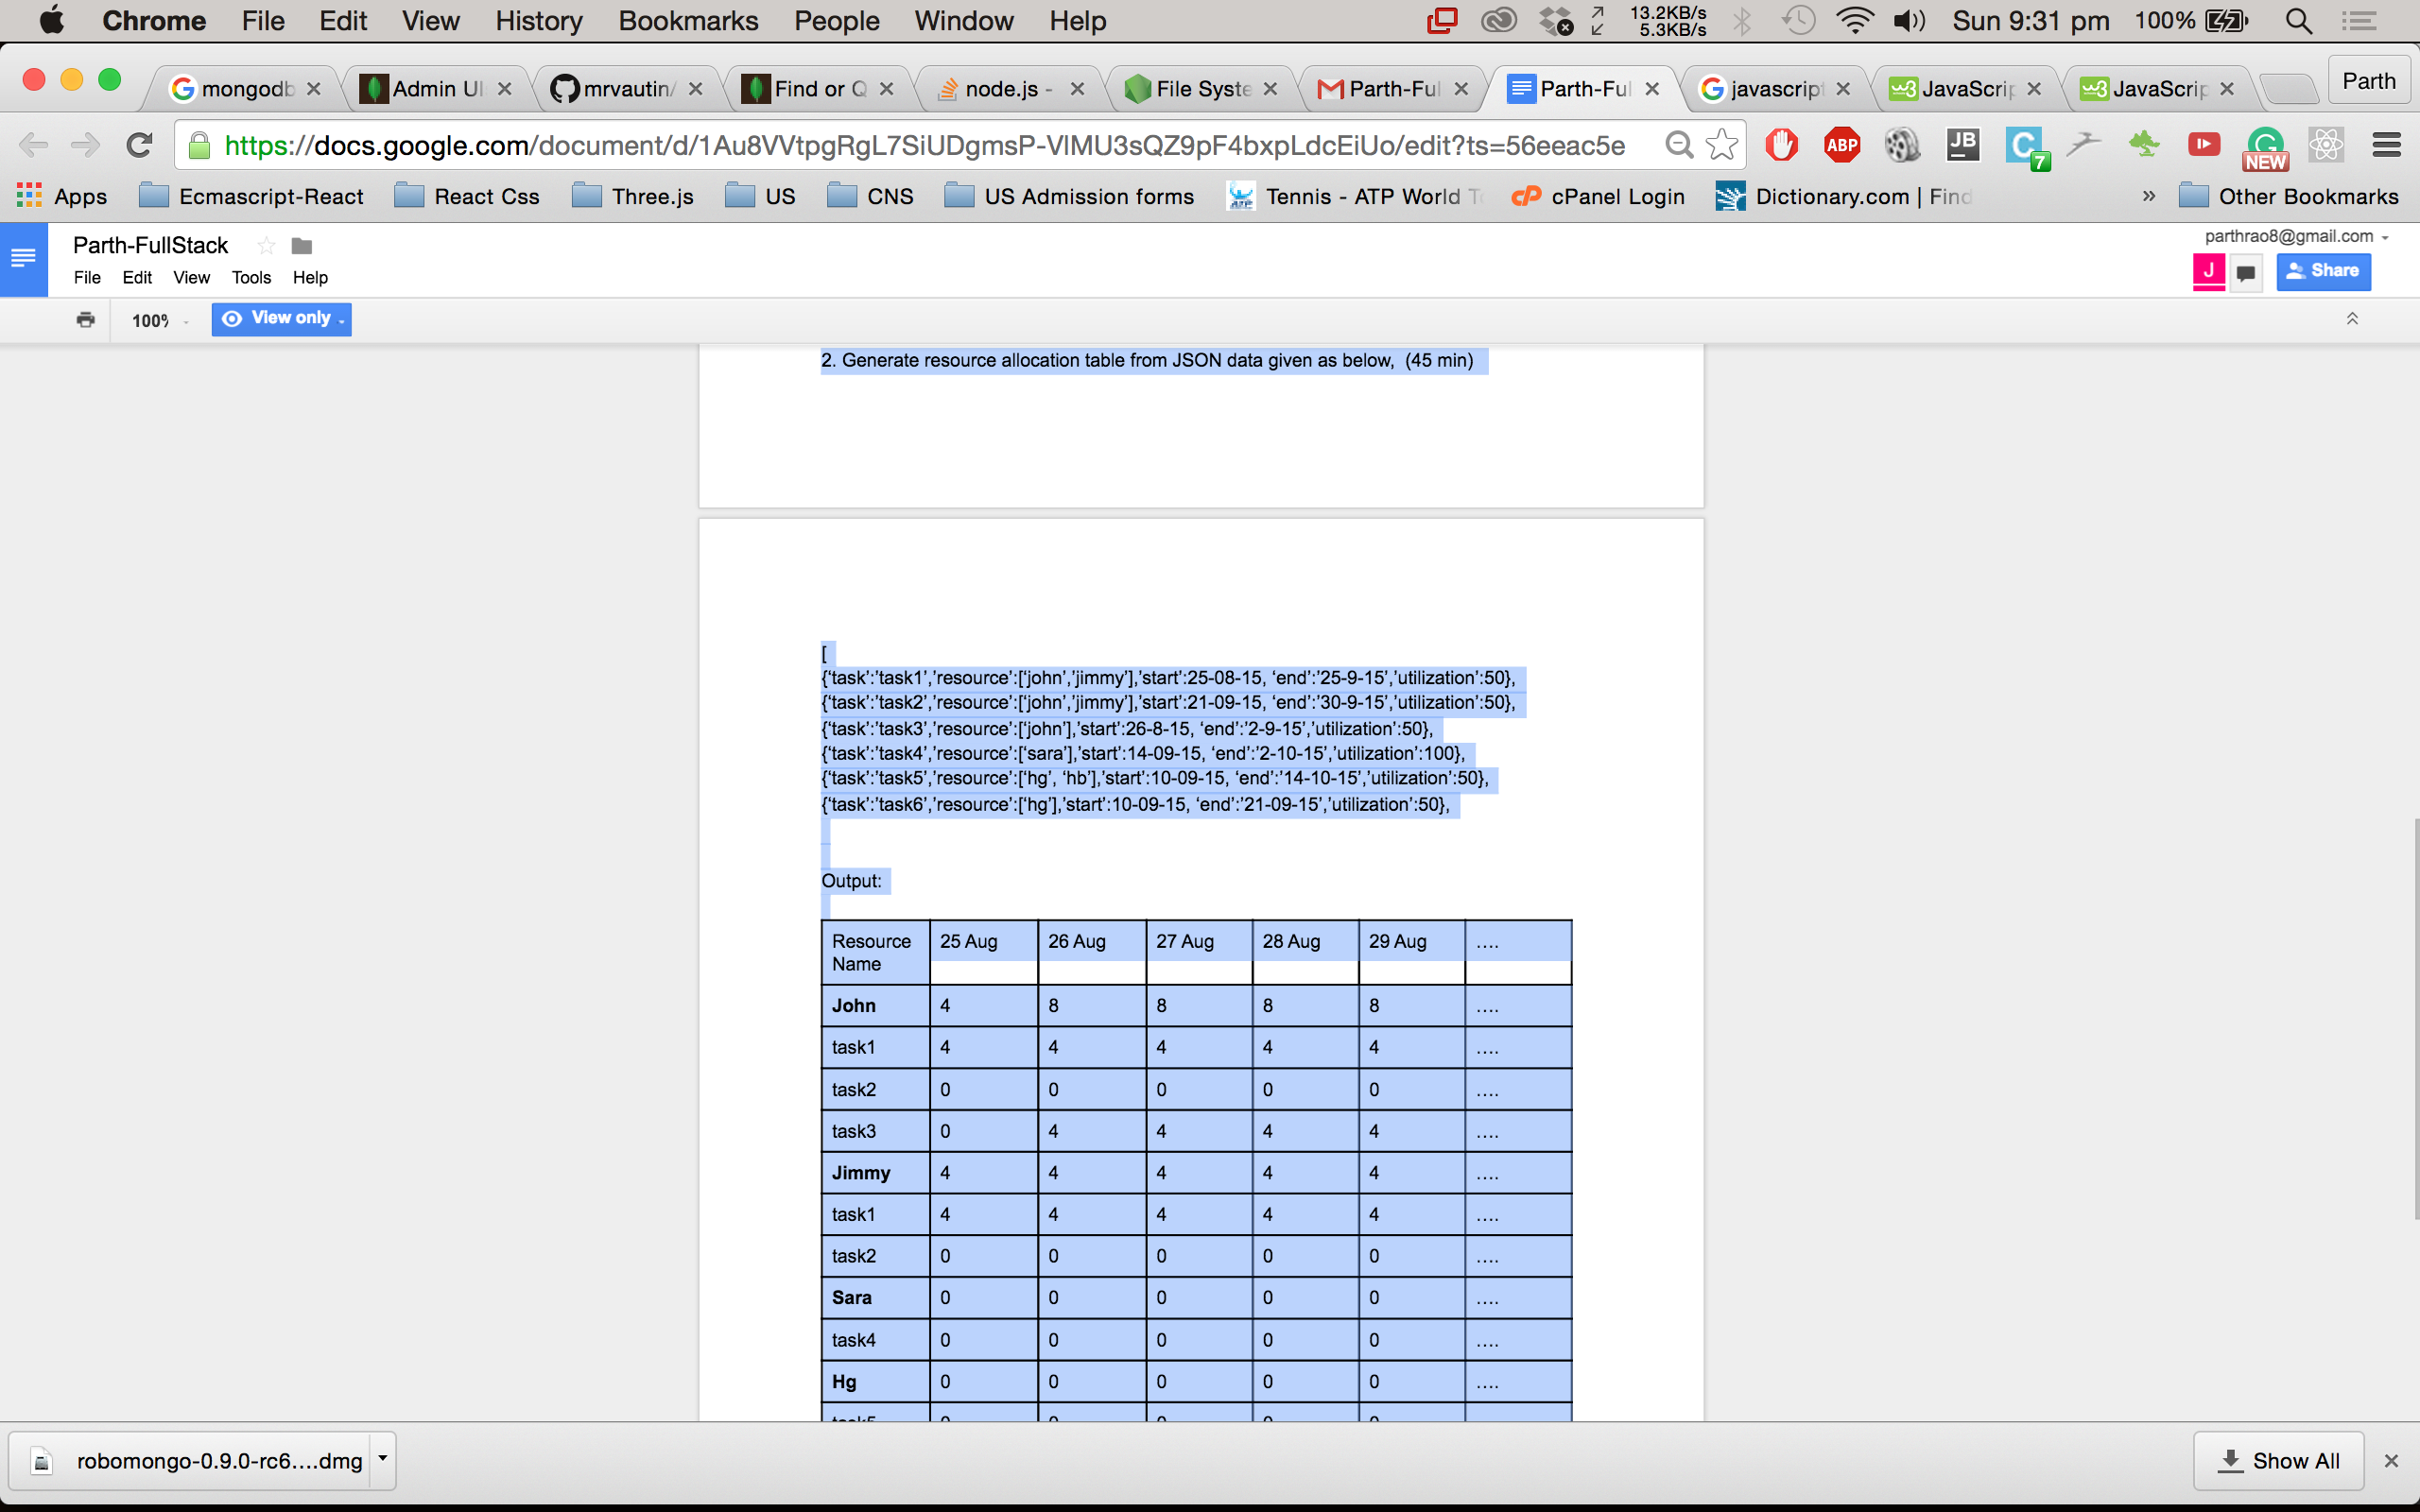 Chrome File Edit View History Bookmarks People Window Help 13.2KB/s 5.3KB/s Sun 9:31 pm 100%
mongodb Admin UI mrvautin/ Find or Q node.js - File Syste Parth-Ful Parth-Ful javascript JavaScrip JavaScrip Parth
https://docs.google.com/document/d/1Au8VVtpgRgL7SiUDgmsP-VlMU3sQZ9pF4bxpLdcEiUo/edit?ts=56eeac5e ABP JB C 7 G NEW
Apps Ecmascript-React React Css Three.js US CNS US Admission forms Tennis - ATP World To cPanel Login Dictionary.com | Find » Other Bookmarks
Parth-FullStack parthrao8@gmail.com
File Edit View Tools Help J Share
100% View only
2. Generate resource allocation table from JSON data given as below,  (45 min)
[
{‘task’:’task1’,’resource’:[‘john’,’jimmy’],’start’:25-08-15, ‘end’:’25-9-15’,’utilization’:50},
{‘task’:’task2’,’resource’:[‘john’,’jimmy’],’start’:21-09-15, ‘end’:’30-9-15’,’utilization’:50},
{‘task’:’task3’,’resource’:[‘john’],’start’:26-8-15, ‘end’:’2-9-15’,’utilization’:50},
{‘task’:’task4’,’resource’:[‘sara’],’start’:14-09-15, ‘end’:’2-10-15’,’utilization’:100},
{‘task’:’task5’,’resource’:[‘hg’, ‘hb’],’start’:10-09-15, ‘end’:’14-10-15’,’utilization’:50},
{‘task’:’task6’,’resource’:[‘hg’],’start’:10-09-15, ‘end’:’21-09-15’,’utilization’:50},
Output:
Resource Name 25 Aug 26 Aug 27 Aug 28 Aug 29 Aug ....
John 4 8 8 8 8 ....
task1 4 4 4 4 4 ....
task2 0 0 0 0 0 ....
task3 0 4 4 4 4 ....
Jimmy 4 4 4 4 4 ....
task1 4 4 4 4 4 ....
task2 0 0 0 0 0 ....
Sara 0 0 0 0 0 ....
task4 0 0 0 0 0 ....
Hg 0 0 0 0 0 ....
task5 0 0 0 0 0
robomongo-0.9.0-rc6....dmg Show All